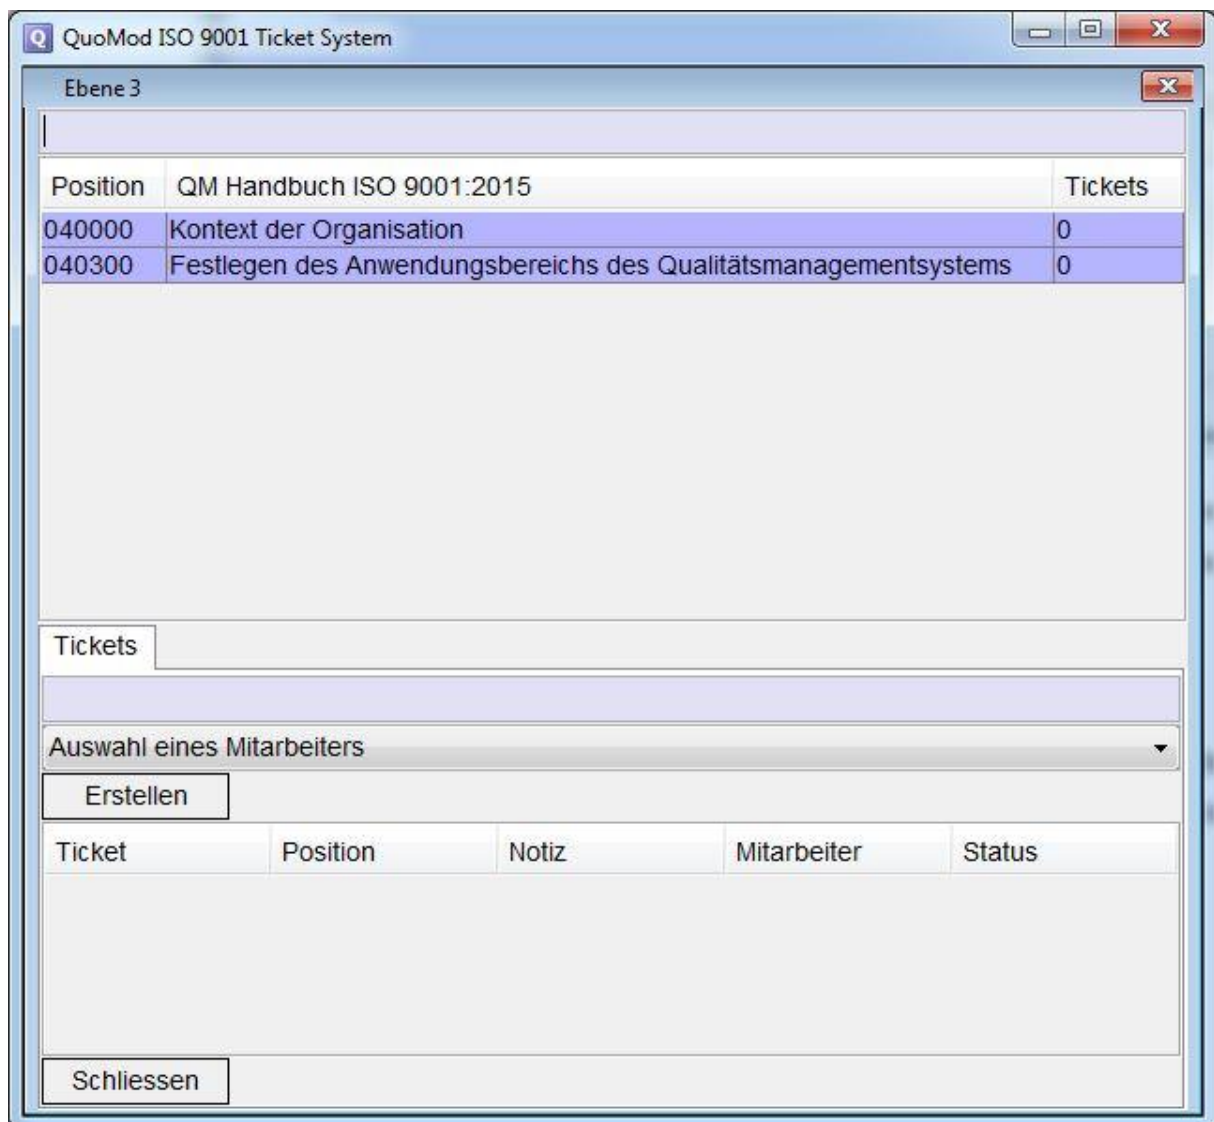 Q QuoMod ISO 9001 Ticket System
Ebene 3
Position QM Handbuch ISO 9001:2015 Tickets
040000 Kontext der Organisation 0
040300 Festlegen des Anwendungsbereichs des Qualitätsmanagementsystems 0
Tickets
Auswahl eines Mitarbeiters
Erstellen
Ticket Position Notiz Mitarbeiter Status
Schliessen